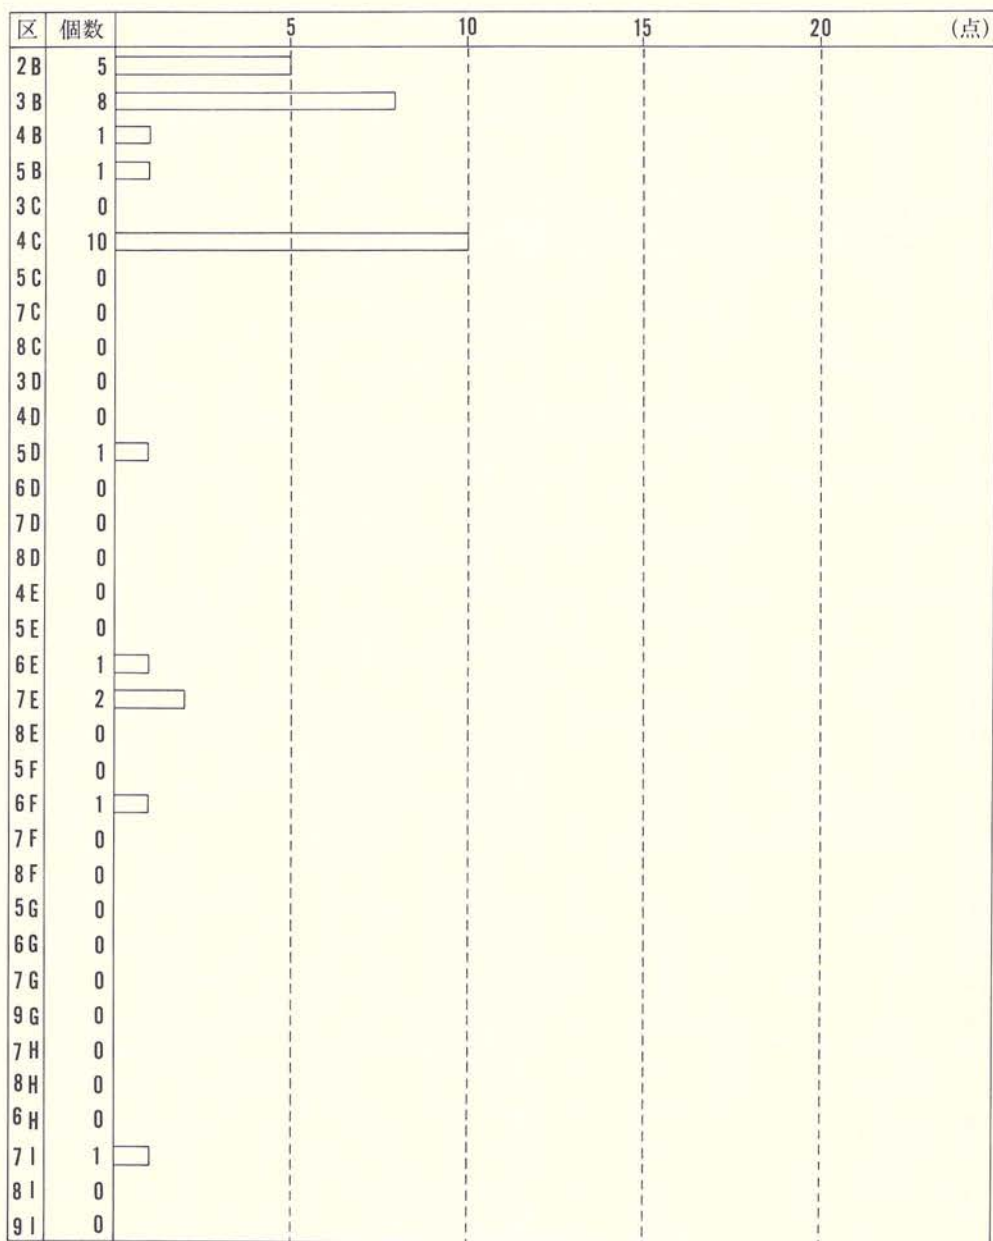 区 個数 5 10 15 20 (点)
2B 5
3B 8
4B 1
5B 1
3C 0
4C 10
5C 0
7C 0
8C 0
3D 0
4D 0
5D 1
6D 0
7D 0
8D 0
4E 0
5E 0
6E 1
7E 2
8E 0
5F 0
6F 1
7F 0
8F 0
5G 0
6G 0
7G 0
9G 0
7H 0
8H 0
6H 0
7I 1
8I 0
9I 0